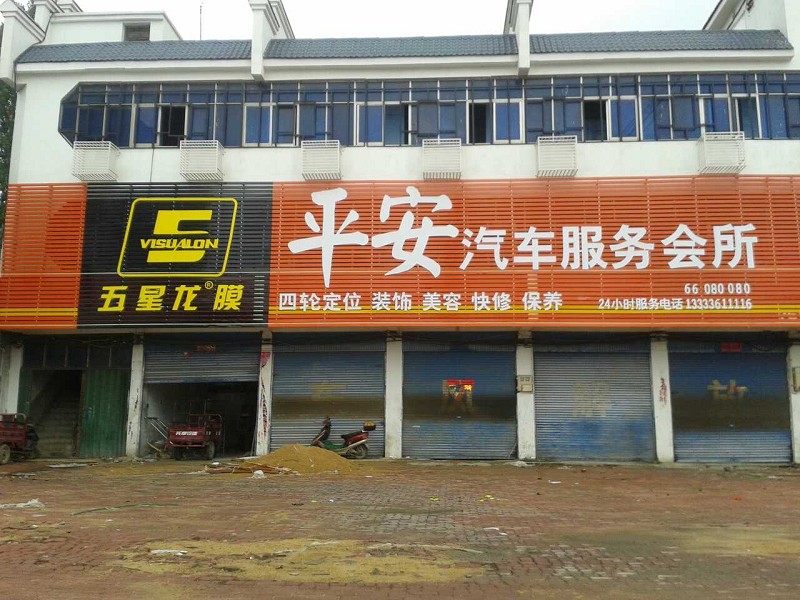 VISUALON
五星龙®膜
平安汽车服务会所
66 080 080
四轮定位 装饰 美容 快修 保养
24小时服务电话 13333611116